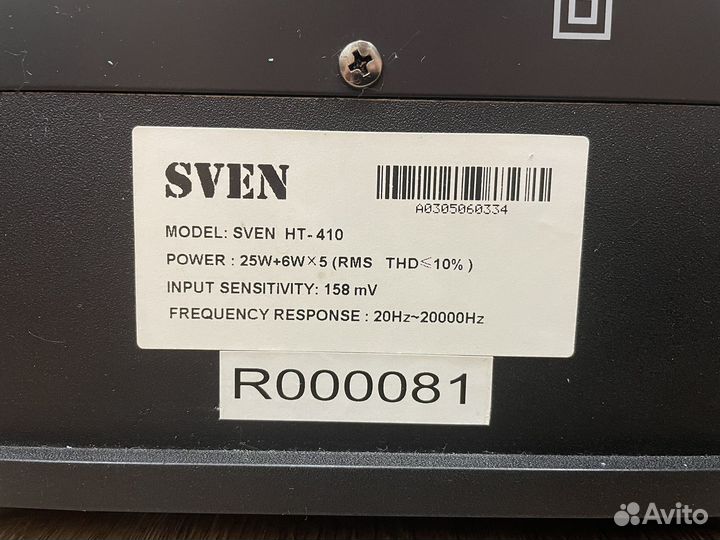 SVEN
A0305060334
MODEL: SVEN HT-410
POWER : 25W+6W×5 (RMS THD≤10% )
INPUT SENSITIVITY: 158 mV
FREQUENCY RESPONSE : 20Hz~20000Hz
R000081
Avito